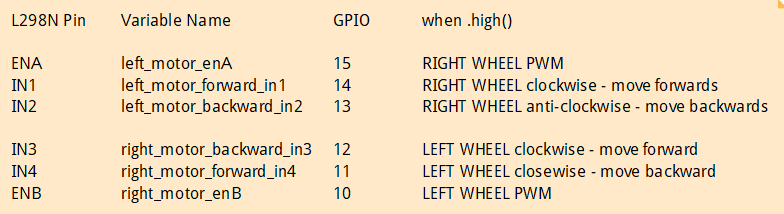 L298N Pin Variable Name GPIO when .high()
ENA left_motor_enA 15 RIGHT WHEEL PWM
IN1 left_motor_forward_in1 14 RIGHT WHEEL clockwise - move forwards
IN2 left_motor_backward_in2 13 RIGHT WHEEL anti-clockwise - move backwards
IN3 right_motor_backward_in3 12 LEFT WHEEL clockwise - move forward
IN4 right_motor_forward_in4 11 LEFT WHEEL closewise - move backward
ENB right_motor_enB 10 LEFT WHEEL PWM